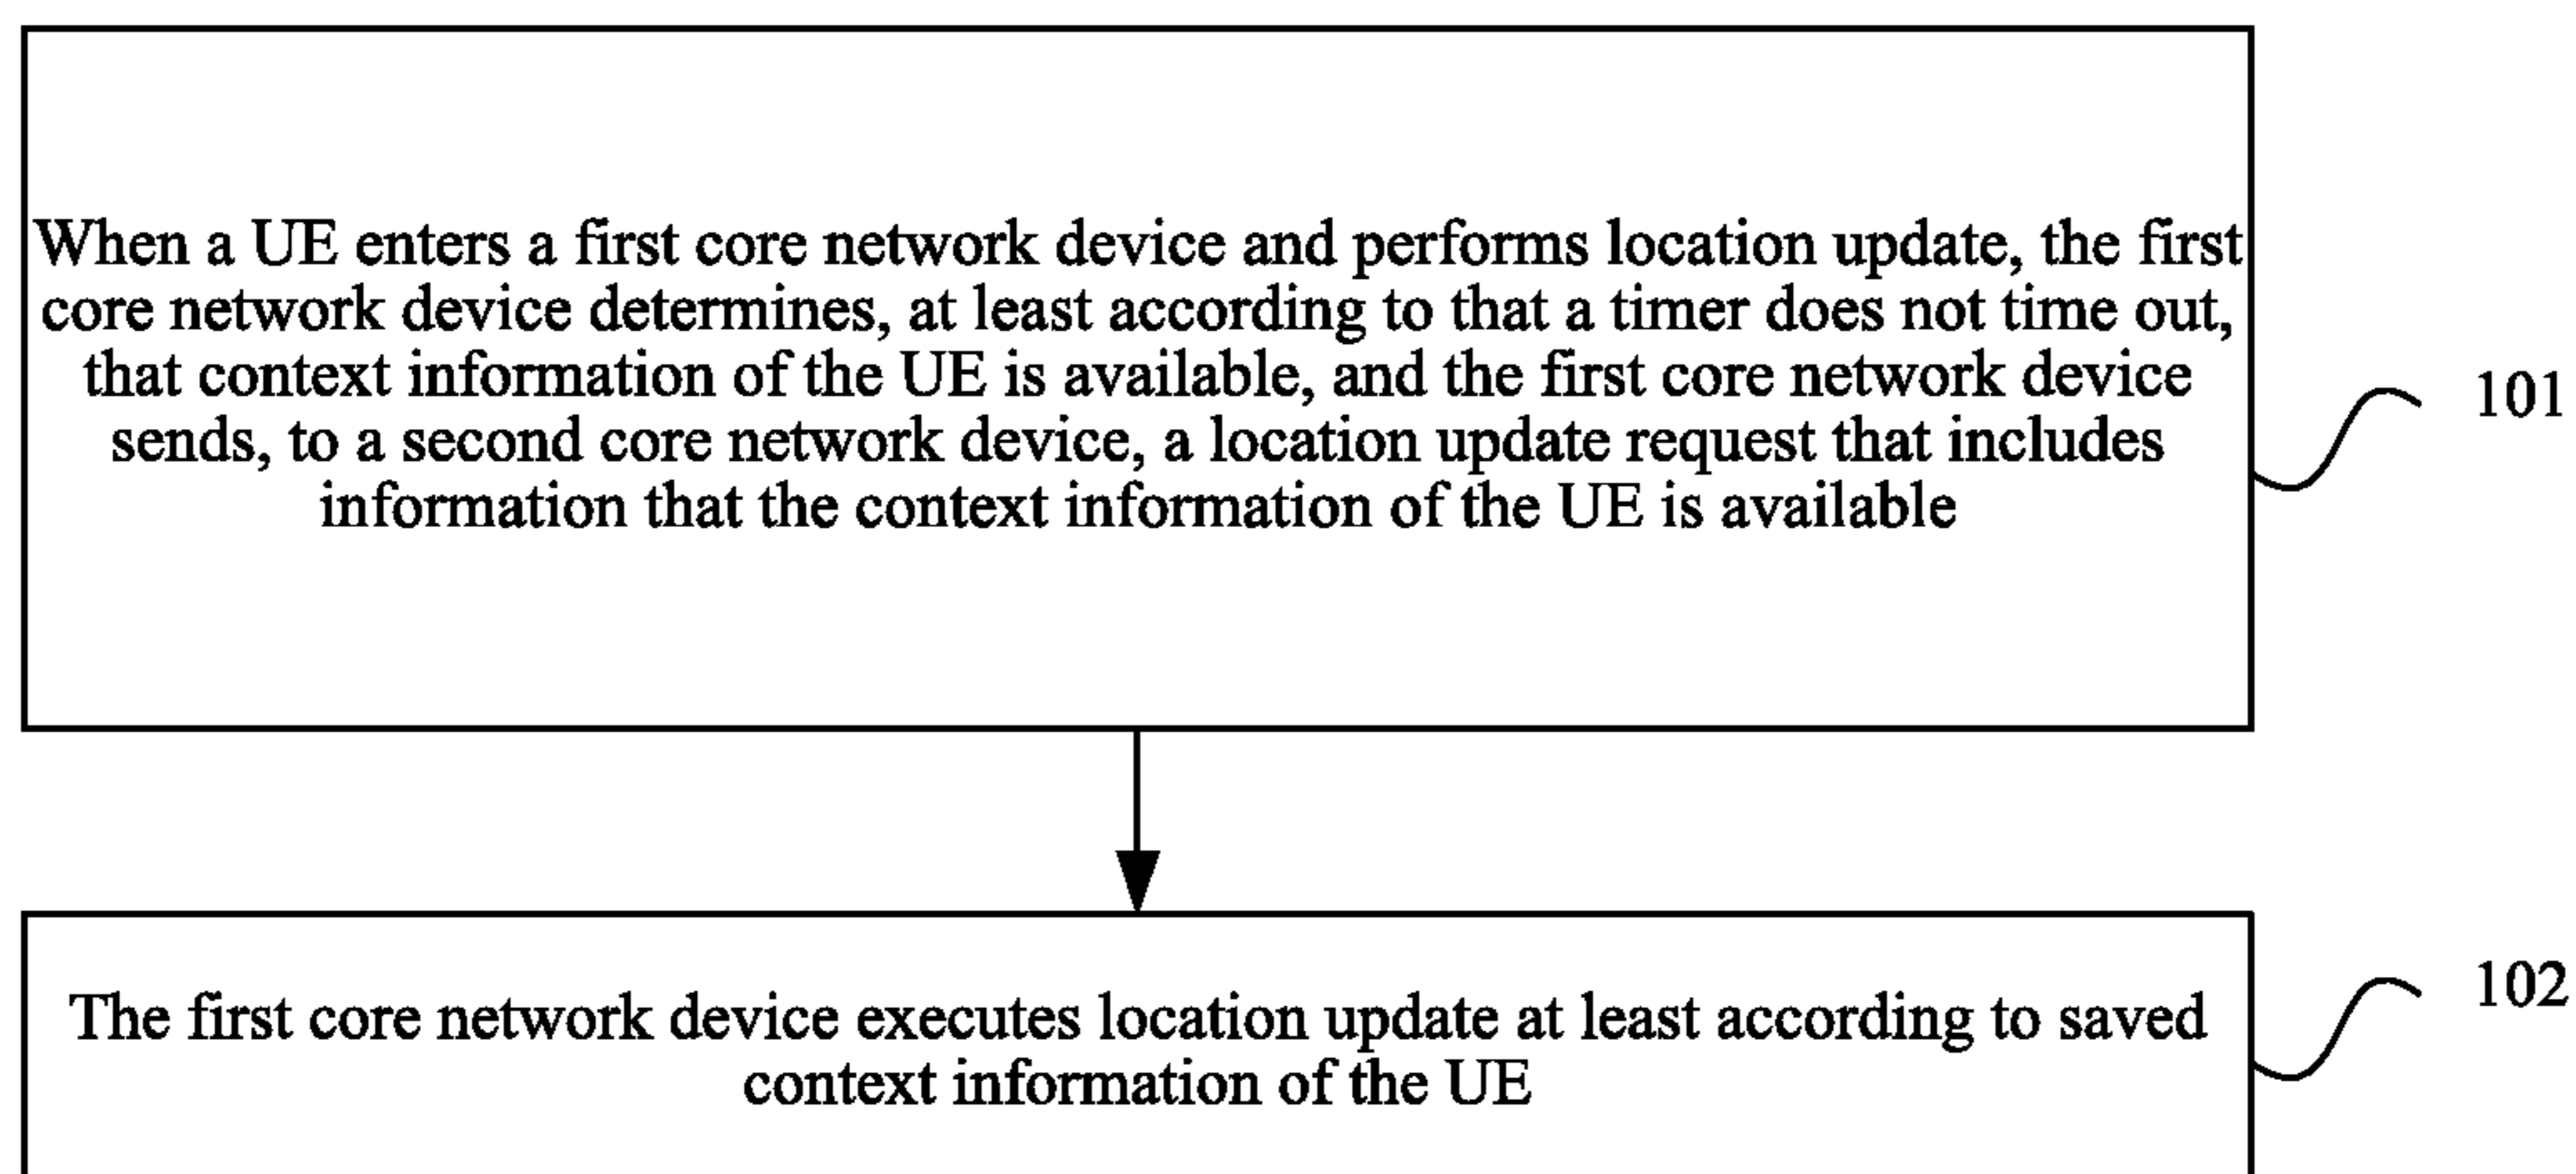 When a UE enters a first core network device and performs location update, the first
core network device determines, at least according to that a timer does not time out,
that context information of the UE is available, and the first core network device
sends, to a second core network device, a location update request that includes
information that the context information of the UE is available
101
The first core network device executes location update at least according to saved
context information of the UE
102